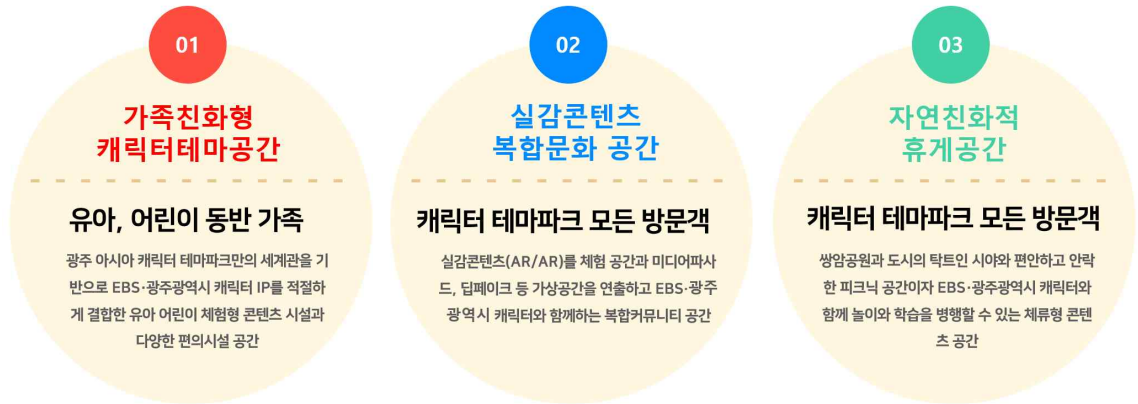 01
가족친화형
캐릭터테마공간
유아, 어린이 동반 가족
광주 아시아 캐릭터 테마파크만의 세계관을 기
반으로 EBS·광주광역시 캐릭터 IP를 적절하
게 결합한 유아 어린이 체험형 콘텐츠 시설과
다양한 편의시설 공간
02
실감콘텐츠
복합문화 공간
캐릭터 테마파크 모든 방문객
실감콘텐츠(AR/AR)를 체험 공간과 미디어파사
드, 딥페이크 등 가상공간을 연출하고 EBS·광주
광역시 캐릭터와 함께하는 복합커뮤니티 공간
03
자연친화적
휴게공간
캐릭터 테마파크 모든 방문객
쌍암공원과 도시의 탁트인 시야와 편안하고 안락
한 피크닉 공간이자 EBS·광주광역시 캐릭터와
함께 놀이와 학습을 병행할 수 있는 체류형 콘텐
츠 공간